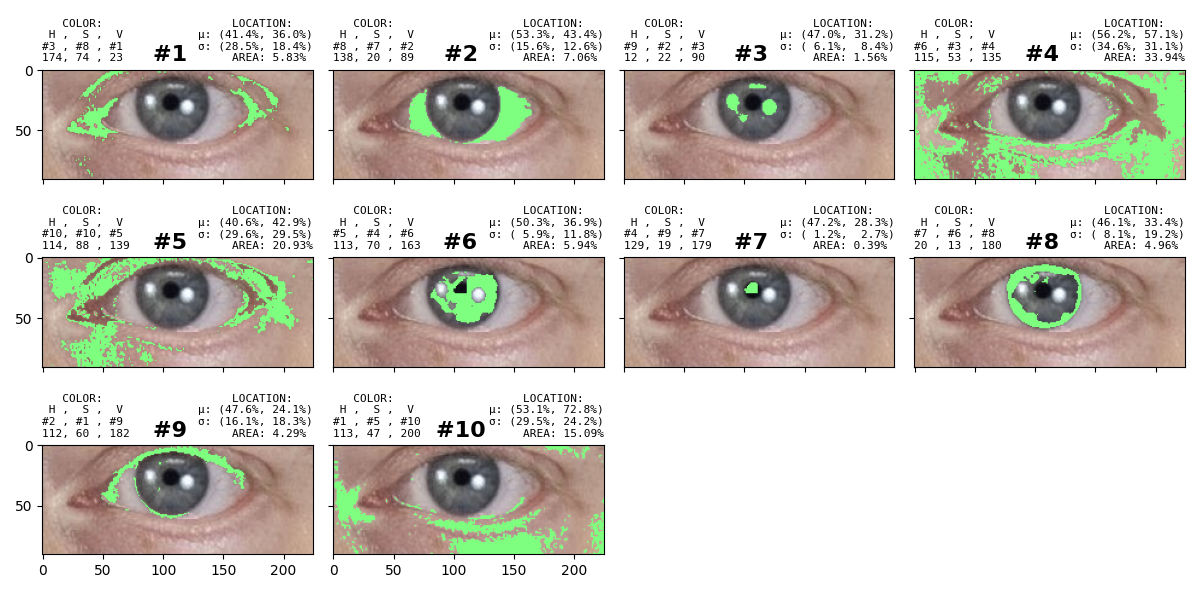 COLOR: LOCATION:
H , S , V μ: (41.4%, 36.0%)
#3 , #8 , #1 #1 σ: (28.5%, 18.4%)
174, 74 , 23 AREA: 5.83%
COLOR: LOCATION:
H , S , V μ: (53.3%, 43.4%)
#8 , #7 , #2 #2 σ: (15.6%, 12.6%)
138, 20 , 89 AREA: 7.06%
COLOR: LOCATION:
H , S , V μ: (47.0%, 31.2%)
#9 , #2 , #3 #3 σ: ( 6.1%, 8.4%)
12 , 22 , 90 AREA: 1.56%
COLOR: LOCATION:
H , S , V μ: (56.2%, 57.1%)
#6 , #3 , #4 #4 σ: (34.6%, 31.1%)
115, 53 , 135 AREA: 33.94%
0
50
COLOR: LOCATION:
H , S , V μ: (40.6%, 42.9%)
#10, #10, #5 #5 σ: (29.6%, 29.5%)
114, 88 , 139 AREA: 20.93%
COLOR: LOCATION:
H , S , V μ: (50.3%, 36.9%)
#5 , #4 , #6 #6 σ: ( 5.9%, 11.8%)
113, 70 , 163 AREA: 5.94%
COLOR: LOCATION:
H , S , V μ: (47.2%, 28.3%)
#4 , #9 , #7 #7 σ: ( 1.2%, 2.7%)
129, 19 , 179 AREA: 0.39%
COLOR: LOCATION:
H , S , V μ: (46.1%, 33.4%)
#7 , #6 , #8 #8 σ: ( 8.1%, 19.2%)
20 , 13 , 180 AREA: 4.96%
0
50
COLOR: LOCATION:
H , S , V μ: (47.6%, 24.1%)
#2 , #1 , #9 #9 σ: (16.1%, 18.3%)
112, 60 , 182 AREA: 4.29%
COLOR: LOCATION:
H , S , V μ: (53.1%, 72.8%)
#1 , #5 , #10 #10 σ: (29.5%, 24.2%)
113, 47 , 200 AREA: 15.09%
0
50
0 50 100 150 200
0 50 100 150 200